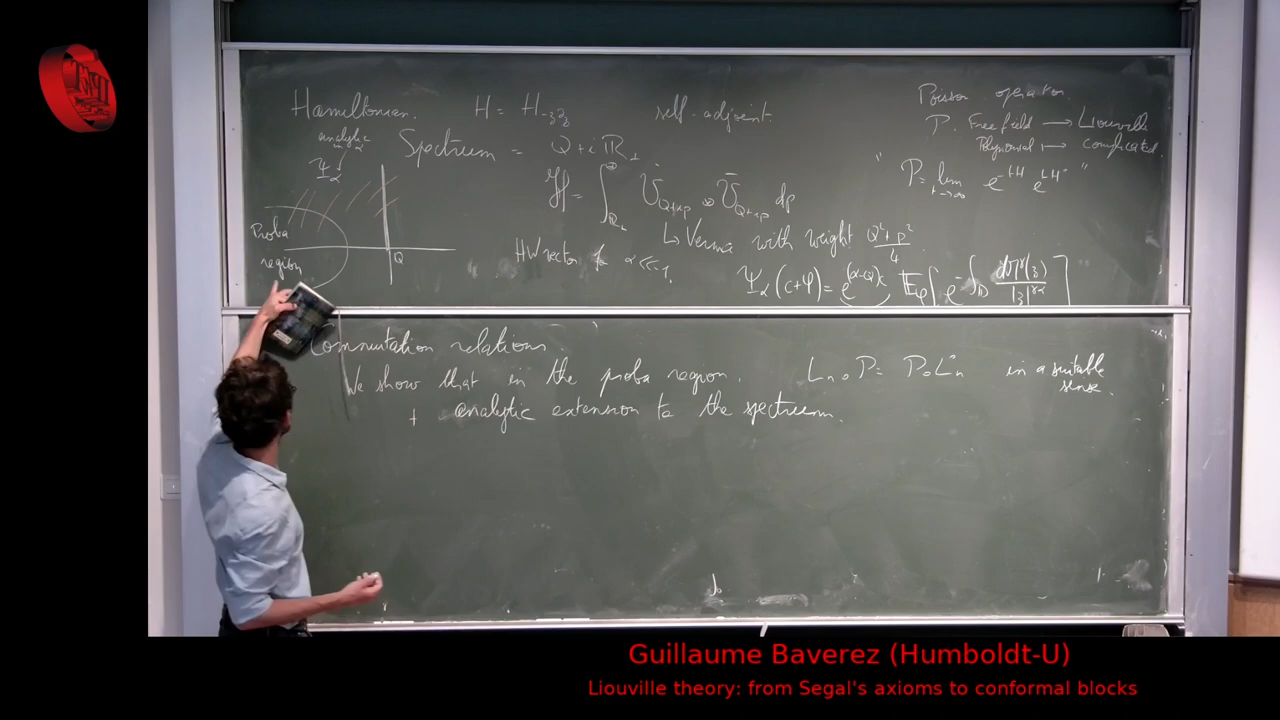 Hamiltonian. H = H_{-z∂_z} self-adjoint.
analytic
Ψ_α
Spectrum = Q + iℝ_+
Proba
region
Q
HW vector for α <<-1
ℋ = ∫_{ℝ_+}^{⊕} V_{Q+ip} ⊗ V̄_{Q+ip} dp
↳ Verma with weight (Q²+p²)/4
Ψ_α(c+φ) = e^{(α-Q)c} 𝔼_φ[e^{-∫_𝔻 dM^γ(z)/|z|^{γα}}]
Poisson operator
P. Free field → Liouville
Polynomial ↦ complicated.
" P = lim_{t→∞} e^{-tH} e^{tH°} "
Commutation relations.
We show that in the proba region. L_n ∘ P = P ∘ L°_n in a suitable
sense.
+ analytic extension to the spectrum.
Guillaume Baverez (Humboldt-U)
Liouville theory: from Segal's axioms to conformal blocks